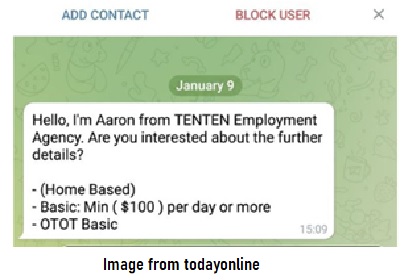 ADD CONTACT BLOCK USER ×
January 9
Hello, I'm Aaron from TENTEN Employment
Agency. Are you interested about the further
details?
- (Home Based)
- Basic: Min ( $100 ) per day or more
- OTOT Basic
15:09
Image from todayonline